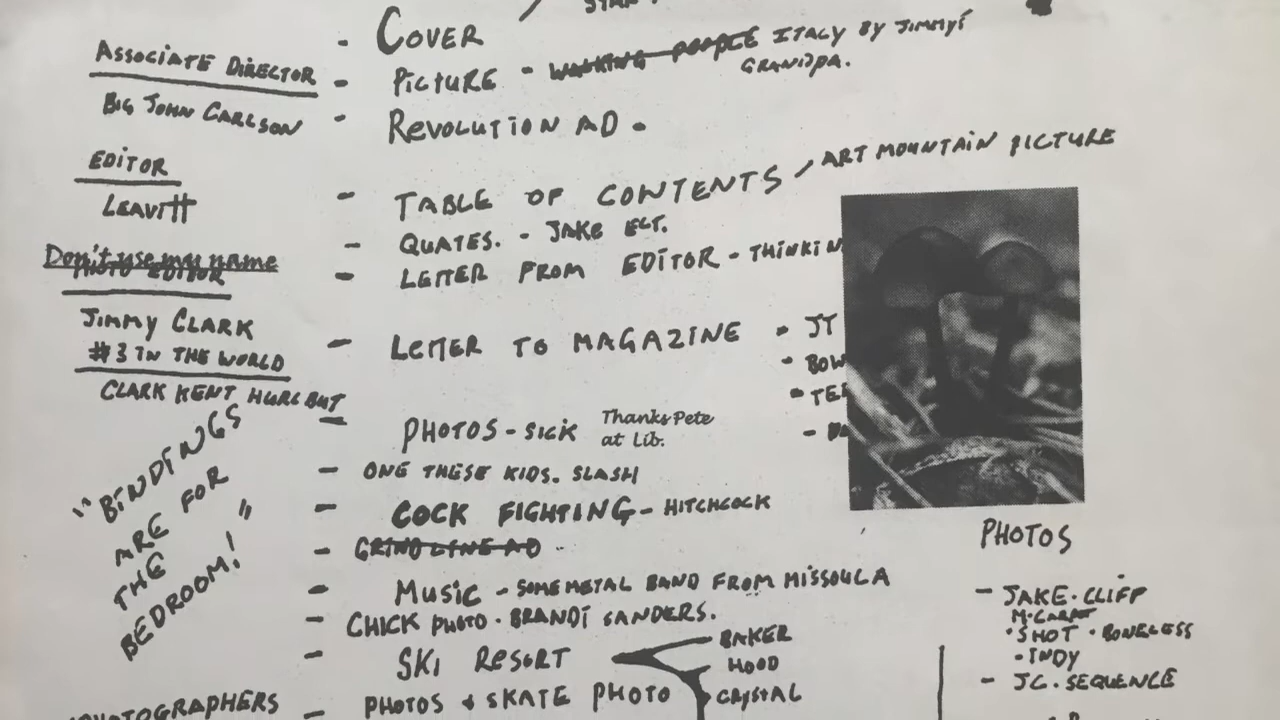 COVER
ASSOCIATE DIRECTOR
- PICTURE - WALKING PEOPLE ITALY BY JIMMY'S
GRANDPA.
BIG JOHN CARLSON
- REVOLUTION AD.
EDITOR
LEAVITT
- TABLE OF CONTENTS / ART MOUNTAIN PICTURE
- QUATES. - JAKE ECT.
Don't use my name
PHOTO EDITOR
- LETTER FROM EDITOR - THINKIN
JIMMY CLARK
#3 IN THE WORLD
CLARK KENT HURLBUT
- LETTER TO MAGAZINE • JT
• BOW
• TE
- PHOTOS - SICK Thanks Pete
at Lib.
- ONE THESE KIDS. SLASH
- COCK FIGHTING - HITCHCOCK
- GRINDLINE AD
"BINDINGS
ARE FOR
THE
BEDROOM!"
- MUSIC - SOME METAL BAND FROM MISSOULA
- CHICK PHOTO • BRANDI SANDERS.
- SKI RESORT
BAKER
HOOD
CRYSTAL
- PHOTOS & SKATE PHOTO
PHOTOGRAPHERS
PHOTOS
- JAKE • CLIFF
• SHOT • BONELESS
• INDY
- JC. SEQUENCE